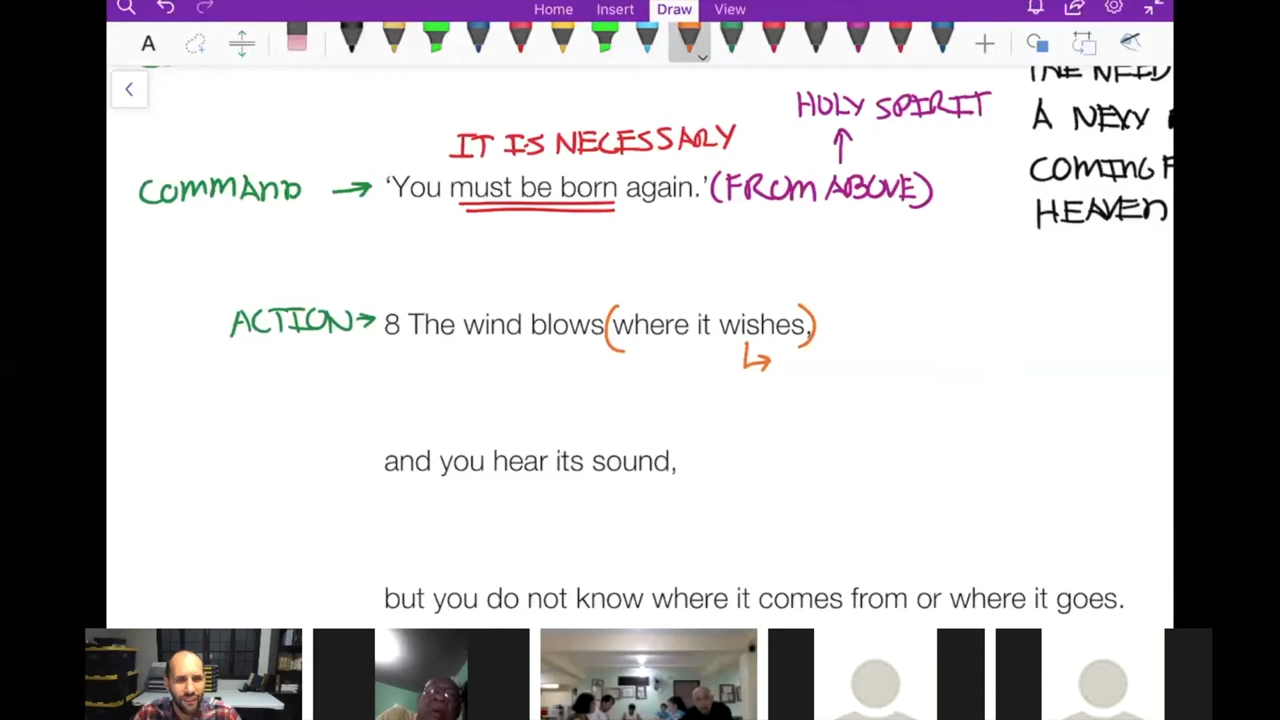 Home Insert Draw View
A
THE NEED
HOLY SPIRIT
A NEW
IT IS NECESSARY
COMING F
COMMAND → ‘You must be born again.’ (FROM ABOVE)
HEAVEN
ACTION → 8 The wind blows (where it wishes,)
and you hear its sound,
but you do not know where it comes from or where it goes.